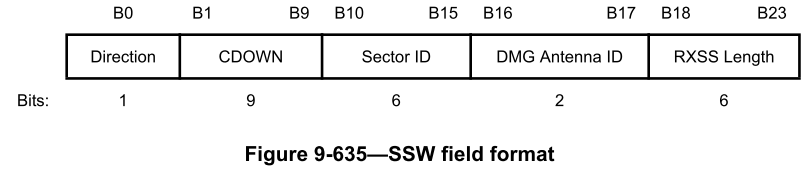 B0 B1 B9 B10 B15 B16 B17 B18 B23
Direction CDOWN Sector ID DMG Antenna ID RXSS Length
Bits: 1 9 6 2 6
Figure 9-635—SSW field format